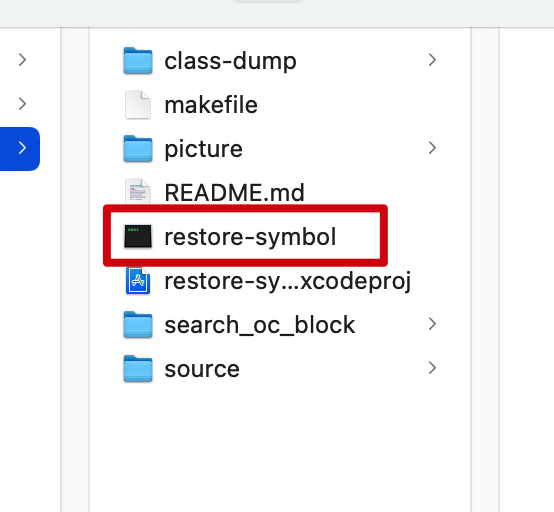 class-dump
makefile
picture
README.md
restore-symbol
restore-sy...xcodeproj
search_oc_block
source